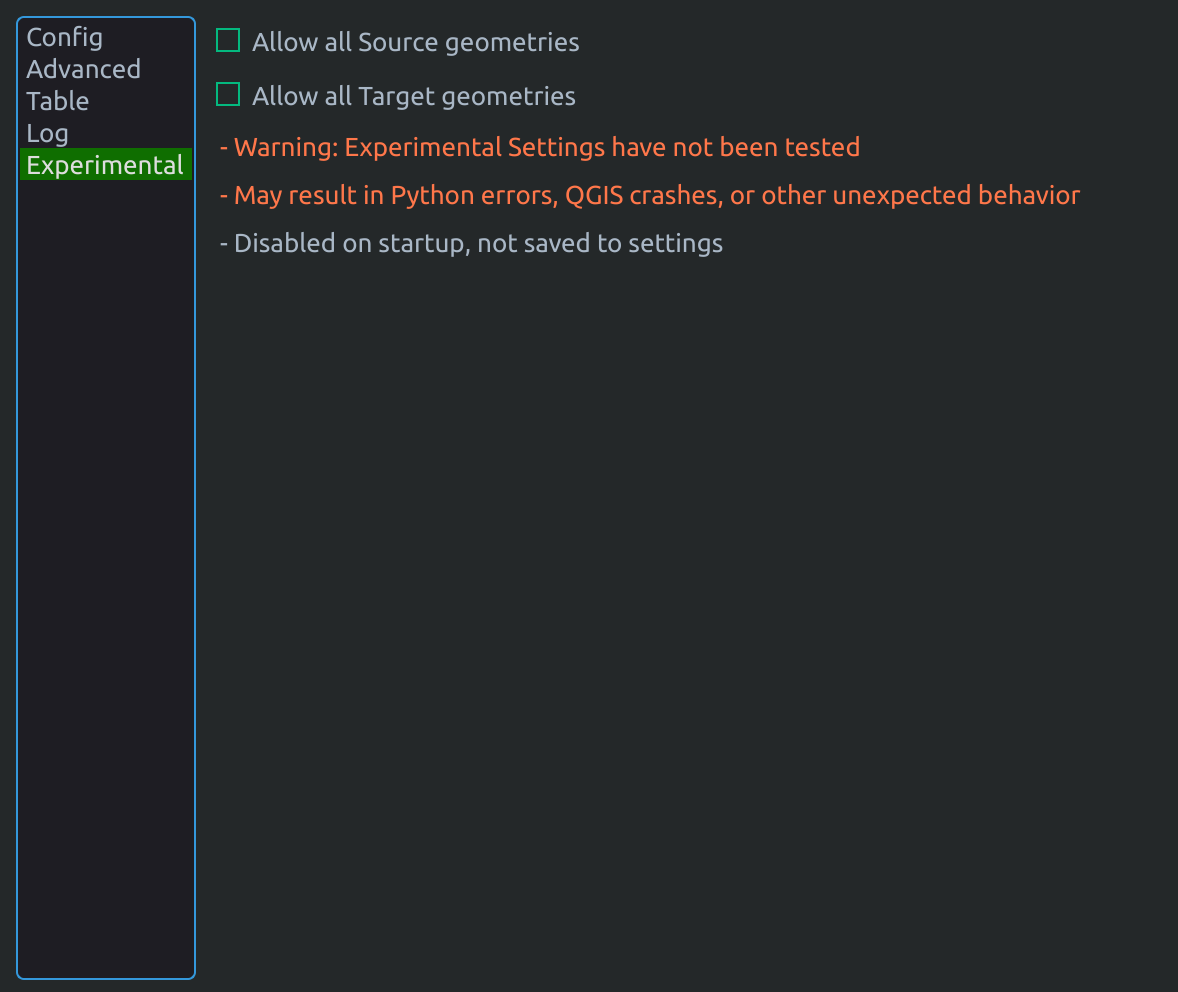 Config
Advanced
Table
Log
Experimental
Allow all Source geometries
Allow all Target geometries
- Warning: Experimental Settings have not been tested
- May result in Python errors, QGIS crashes, or other unexpected behavior
- Disabled on startup, not saved to settings